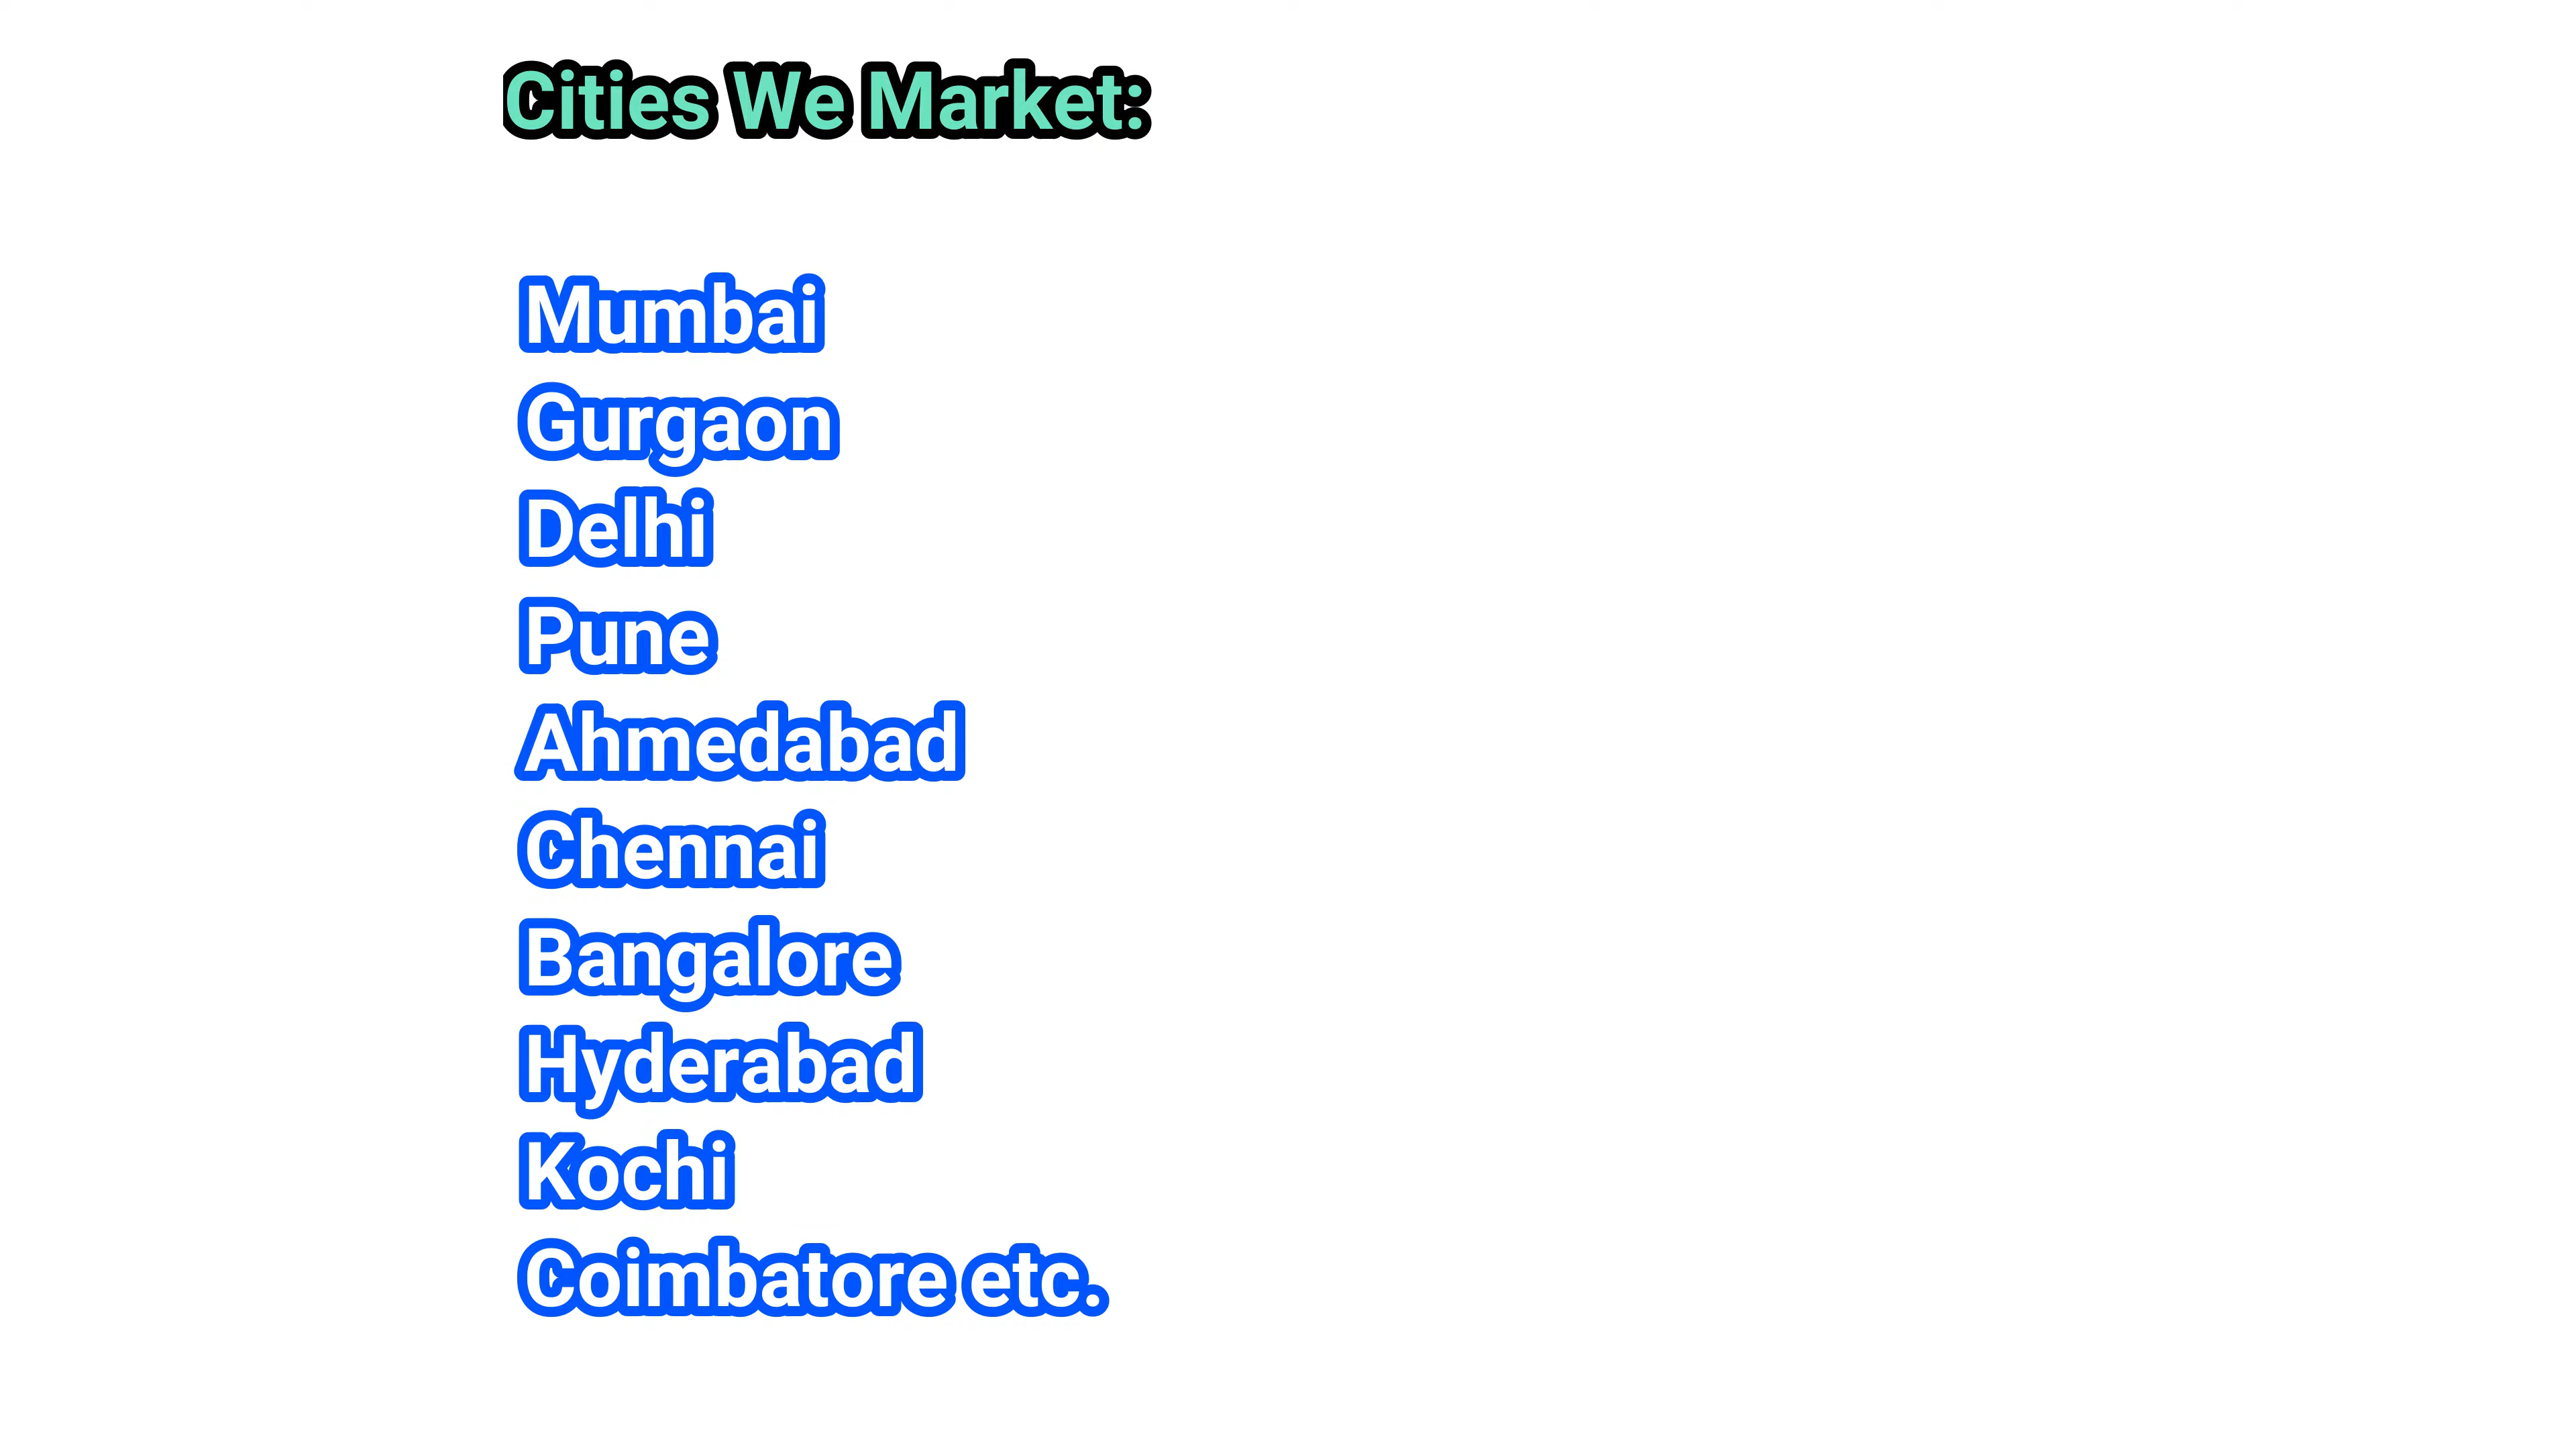 Cities We Market:
Mumbai
Gurgaon
Delhi
Pune
Ahmedabad
Chennai
Bangalore
Hyderabad
Kochi
Coimbatore etc.